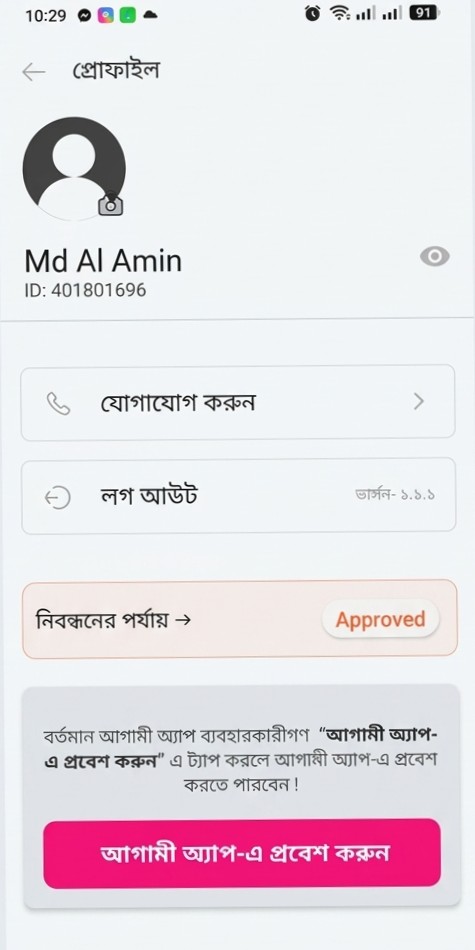 10:29
91
প্রোফাইল
Md Al Amin
ID: 401801696
যোগাযোগ করুন
লগ আউট
ভার্সন- ১.১.১
নিবন্ধনের পর্যায় →
Approved
বর্তমান আগামী অ্যাপ ব্যবহারকারীগণ “আগামী অ্যাপ-
এ প্রবেশ করুন” এ ট্যাপ করলে আগামী অ্যাপ-এ প্রবেশ
করতে পারবেন !
আগামী অ্যাপ-এ প্রবেশ করুন